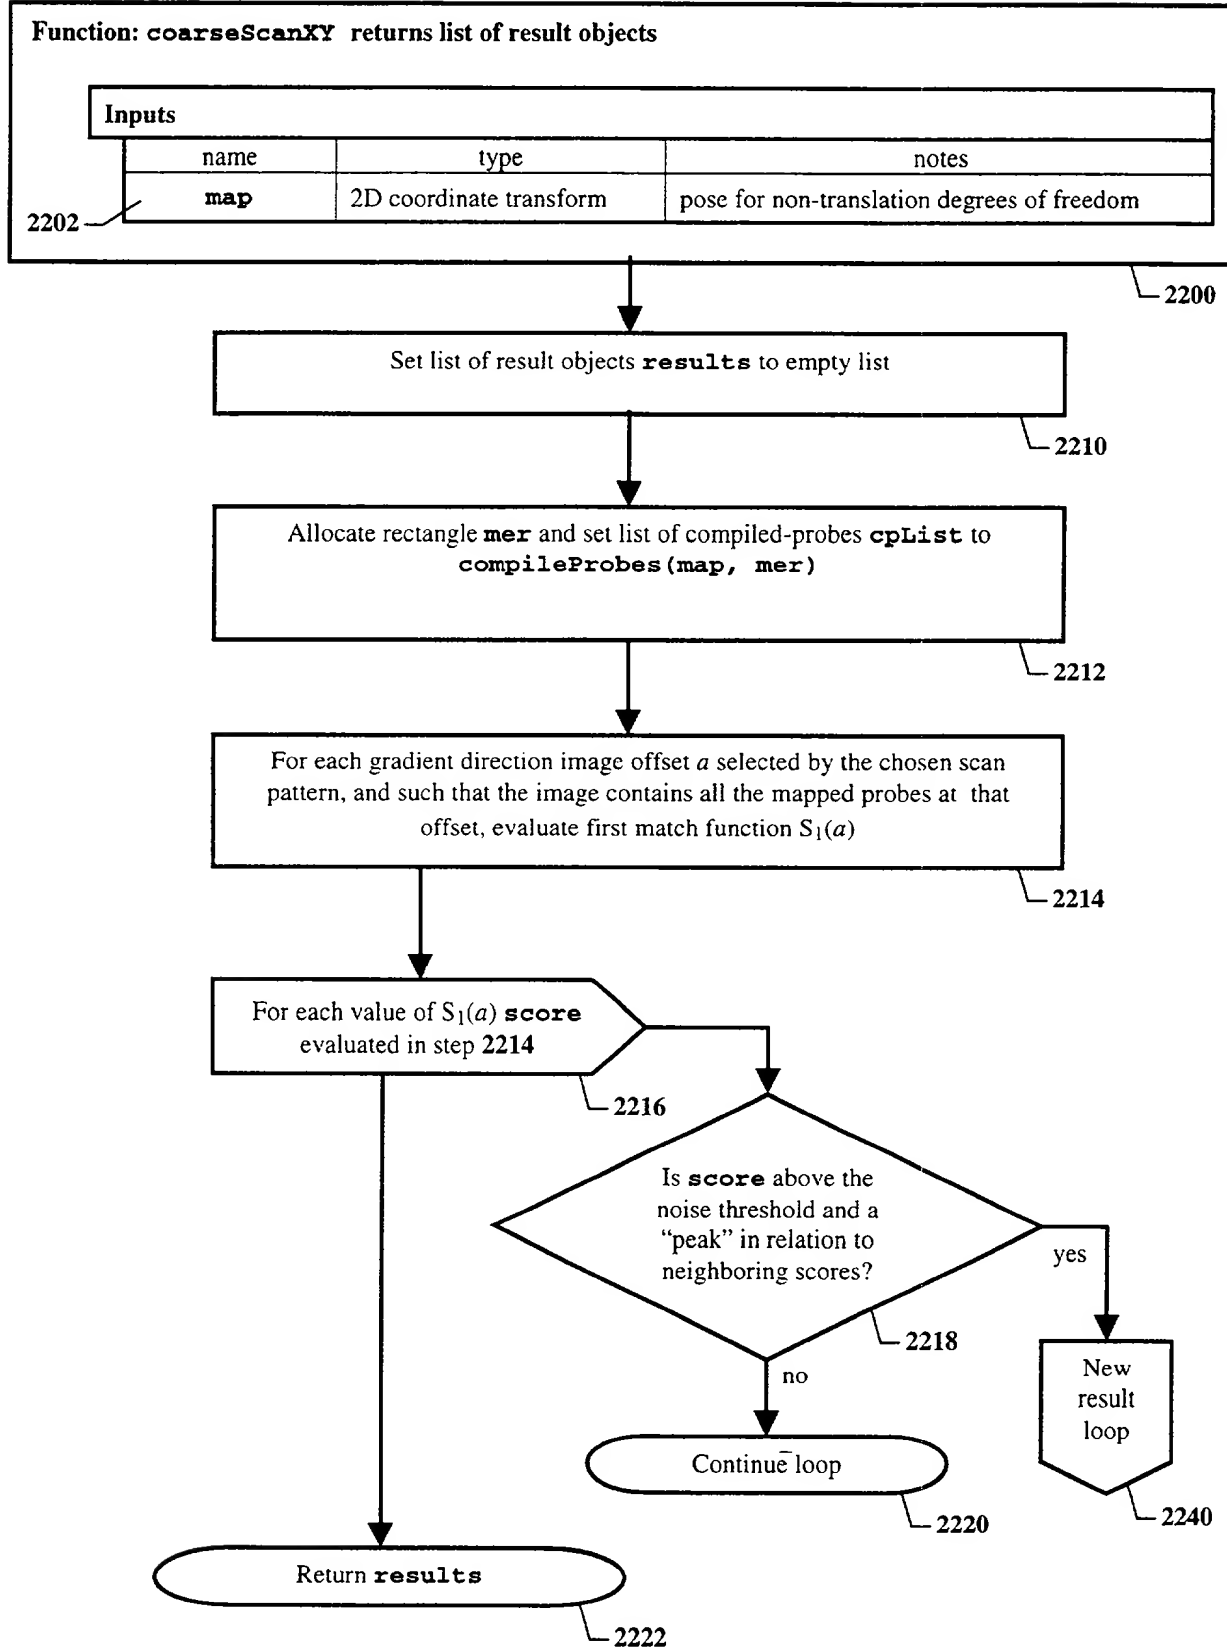 Function: coarseScanXY returns list of result objects
Inputs
name type notes
map 2D coordinate transform pose for non-translation degrees of freedom
2202
2200
Set list of result objects results to empty list
2210
Allocate rectangle mer and set list of compiled-probes cpList to
compileProbes(map, mer)
2212
For each gradient direction image offset a selected by the chosen scan
pattern, and such that the image contains all the mapped probes at that
offset, evaluate first match function S1(a)
2214
For each value of S1(a) score
evaluated in step 2214
2216
Is score above the
noise threshold and a
“peak” in relation to
neighboring scores?
yes
2218
no
New
result
loop
Continue loop
2240
2220
Return results
2222